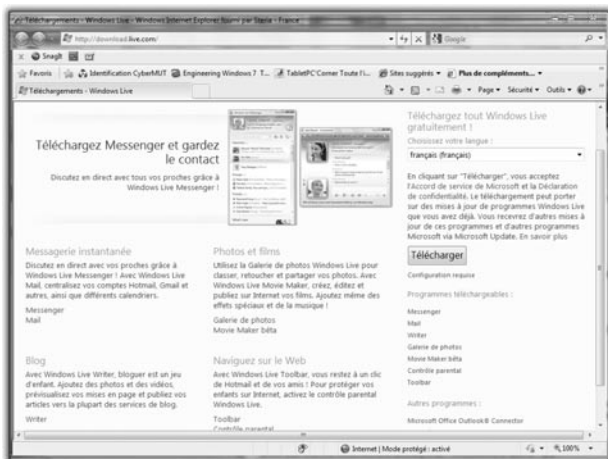 Téléchargements - Windows Live - Windows Internet Explorer fourni par Steria - France
http://download.live.com/
Google
SnagIt
Favoris
Identification CyberMUT
Engineering Windows 7 T...
TabletPC'Corner Toute l'i...
Sites suggérés
Plus de compléments...
Téléchargements - Windows Live
Page
Sécurité
Outils
Téléchargez Messenger et gardez
le contact
Discutez en direct avec tous vos proches grâce à
Windows Live Messenger !
Messagerie instantanée
Discutez en direct avec vos proches grâce à
Windows Live Messenger ! Avec Windows Live
Mail, centralisez vos comptes Hotmail, Gmail et
autres, ainsi que différents calendriers.
Messenger
Mail
Photos et films
Utilisez la Galerie de photos Windows Live pour
classer, retoucher et partager vos photos. Avec
Windows Live Movie Maker, créez, éditez et
publiez sur Internet vos films. Ajoutez même des
effets spéciaux et de la musique !
Galerie de photos
Movie Maker bêta
Blog
Avec Windows Live Writer, bloguer est un jeu
d'enfant. Ajoutez des photos et des vidéos,
prévisualisez vos mises en page et publiez vos
articles vers la plupart des services de blog.
Writer
Naviguez sur le Web
Avec Windows Live Toolbar, vous restez à un clic
de Hotmail et de vos amis ! Pour protéger vos
enfants sur Internet, activez le contrôle parental
Windows Live.
Toolbar
Contrôle parental
Téléchargez tout Windows Live
gratuitement !
Choisissez votre langue :
français (français)
En cliquant sur "Télécharger", vous acceptez
l'Accord de service de Microsoft et la Déclaration
de confidentialité. Le téléchargement peut porter
sur des mises à jour de programmes Windows Live
que vous avez déjà. Vous recevrez d'autres mises à
jour de ces programmes et d'autres programmes
Microsoft via Microsoft Update. En savoir plus
Télécharger
Configuration requise
Programmes téléchargeables :
Messenger
Mail
Writer
Galerie de photos
Movie Maker bêta
Contrôle parental
Toolbar
Autres programmes :
Microsoft Office Outlook® Connector
Internet | Mode protégé : activé
100%